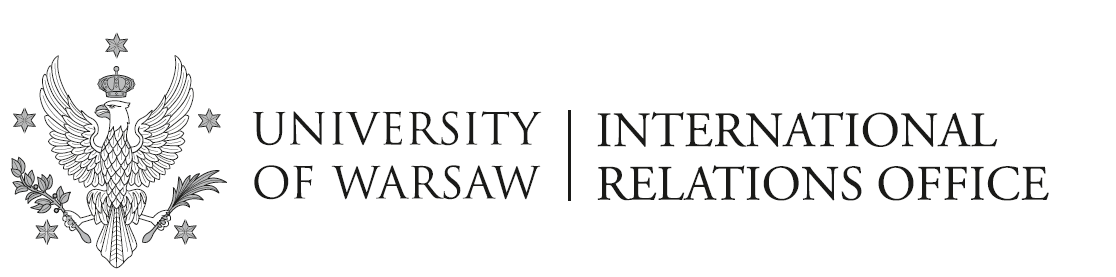 UNIVERSITY
OF WARSAW
INTERNATIONAL
RELATIONS OFFICE